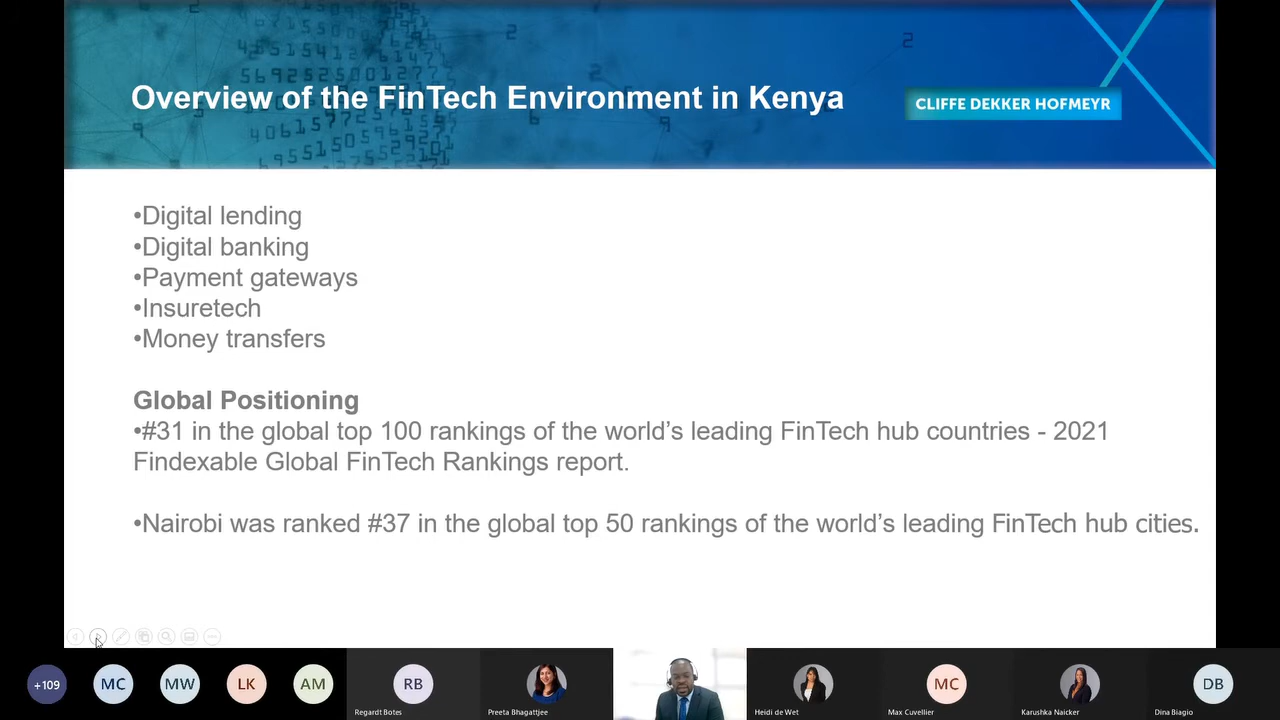 Overview of the FinTech Environment in Kenya
CLIFFE DEKKER HOFMEYR
•Digital lending
•Digital banking
•Payment gateways
•Insuretech
•Money transfers
Global Positioning
•#31 in the global top 100 rankings of the world’s leading FinTech hub countries - 2021
Findexable Global FinTech Rankings report.
•Nairobi was ranked #37 in the global top 50 rankings of the world’s leading FinTech hub cities.
+109
MC
MW
LK
AM
RB
MC
DB
Regardt Botes
Preeta Bhagattjee
Heidi de Wet
Max Cuvellier
Karushka Naicker
Dina Biagio